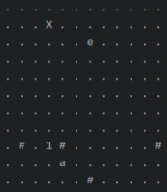 . . . . . . . . . . . .
. . . X . . . . . . . .
. . . . . . e . . . . .
. . . . . . . . . . . .
. . . . . . . . . . . .
. . . . . . . . . . . .
. . . . . . . . . . . .
. . . . . . . . . . . .
. # . 1 # . . . . . . #
. . . . a . . . . . . .
. . . . . . # . . . . .